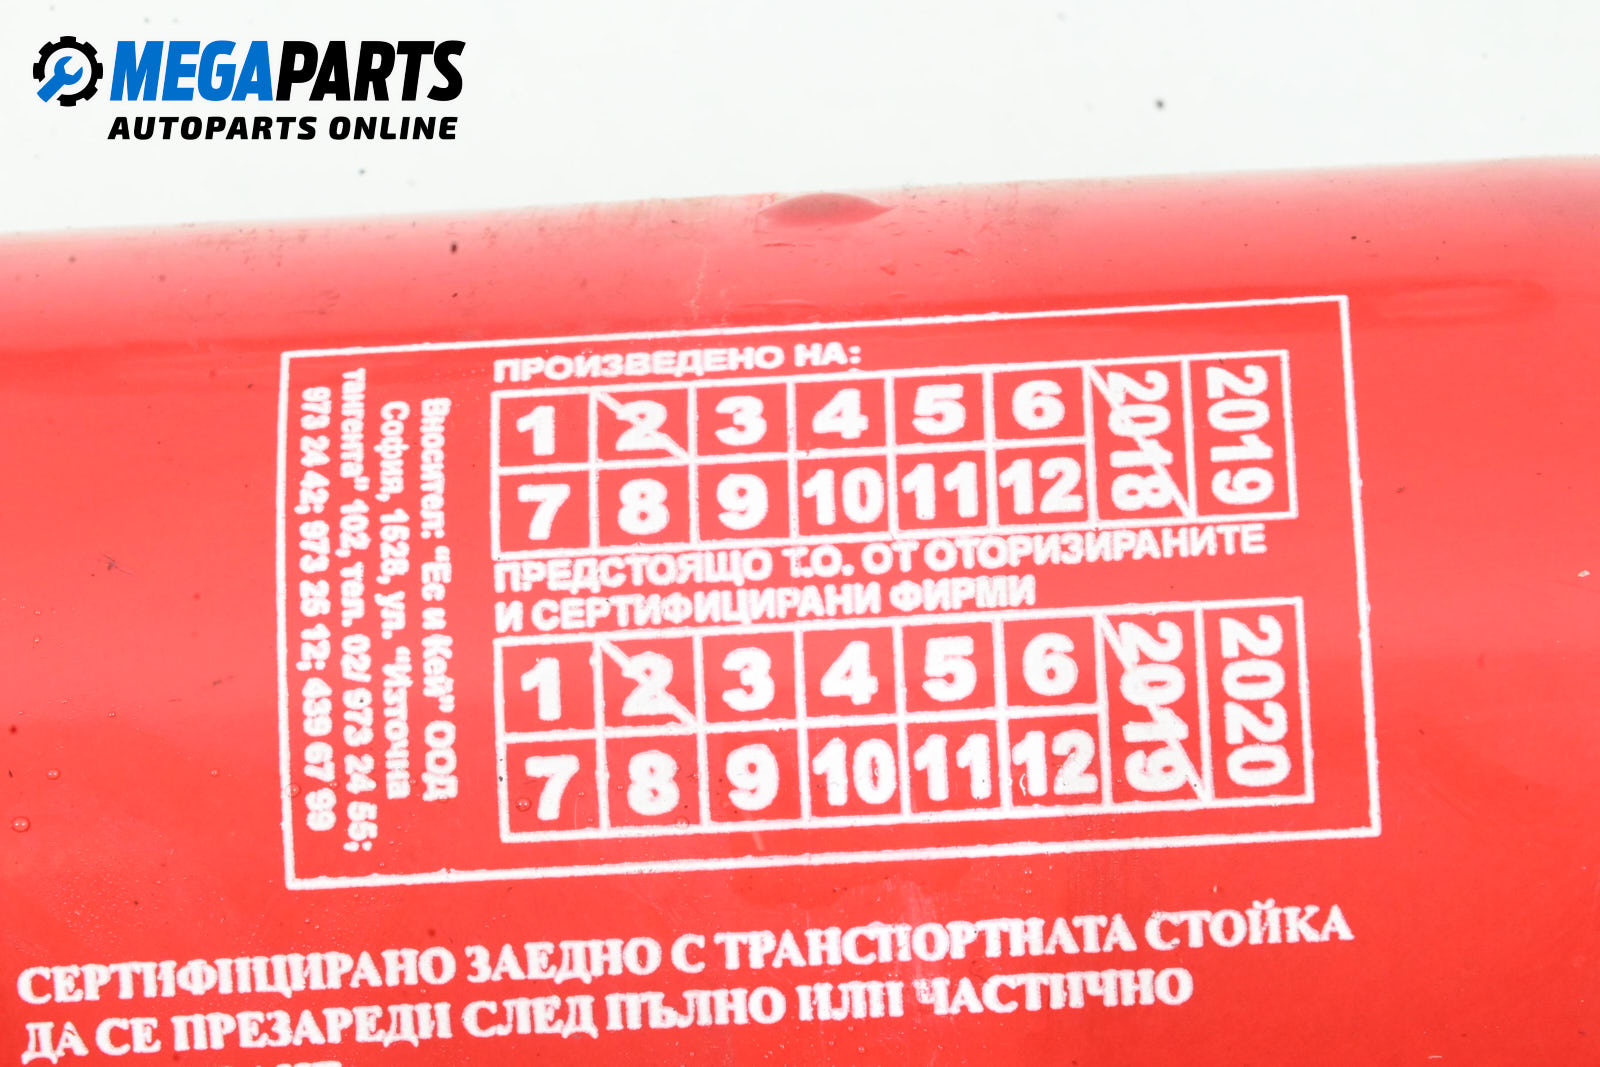 MEGAPARTS
AUTOPARTS ONLINE
ПРОИЗВЕДЕНО НА:
1 2 3 4 5 6 2018 2019
7 8 9 10 11 12
ПРЕДСТОЯЩО Т.О. ОТ ОТОРИЗИРАНИТЕ
И СЕРТИФИЦИРАНИ ФИРМИ
1 2 3 4 5 6 2019 2020
7 8 9 10 11 12
Вносител: "Ес и Кей" ООД
София, 1528, ул. "Източна
тангента" 102, тел. 02/ 973 24 55;
973 24 42; 973 25 12; 439 67 99
СЕРТИФИЦИРАНО ЗАЕДНО С ТРАНСПОРТНАТА СТОЙКА
ДА СЕ ПРЕЗАРЕДИ СЛЕД ПЪЛНО ИЛИ ЧАСТИЧНО